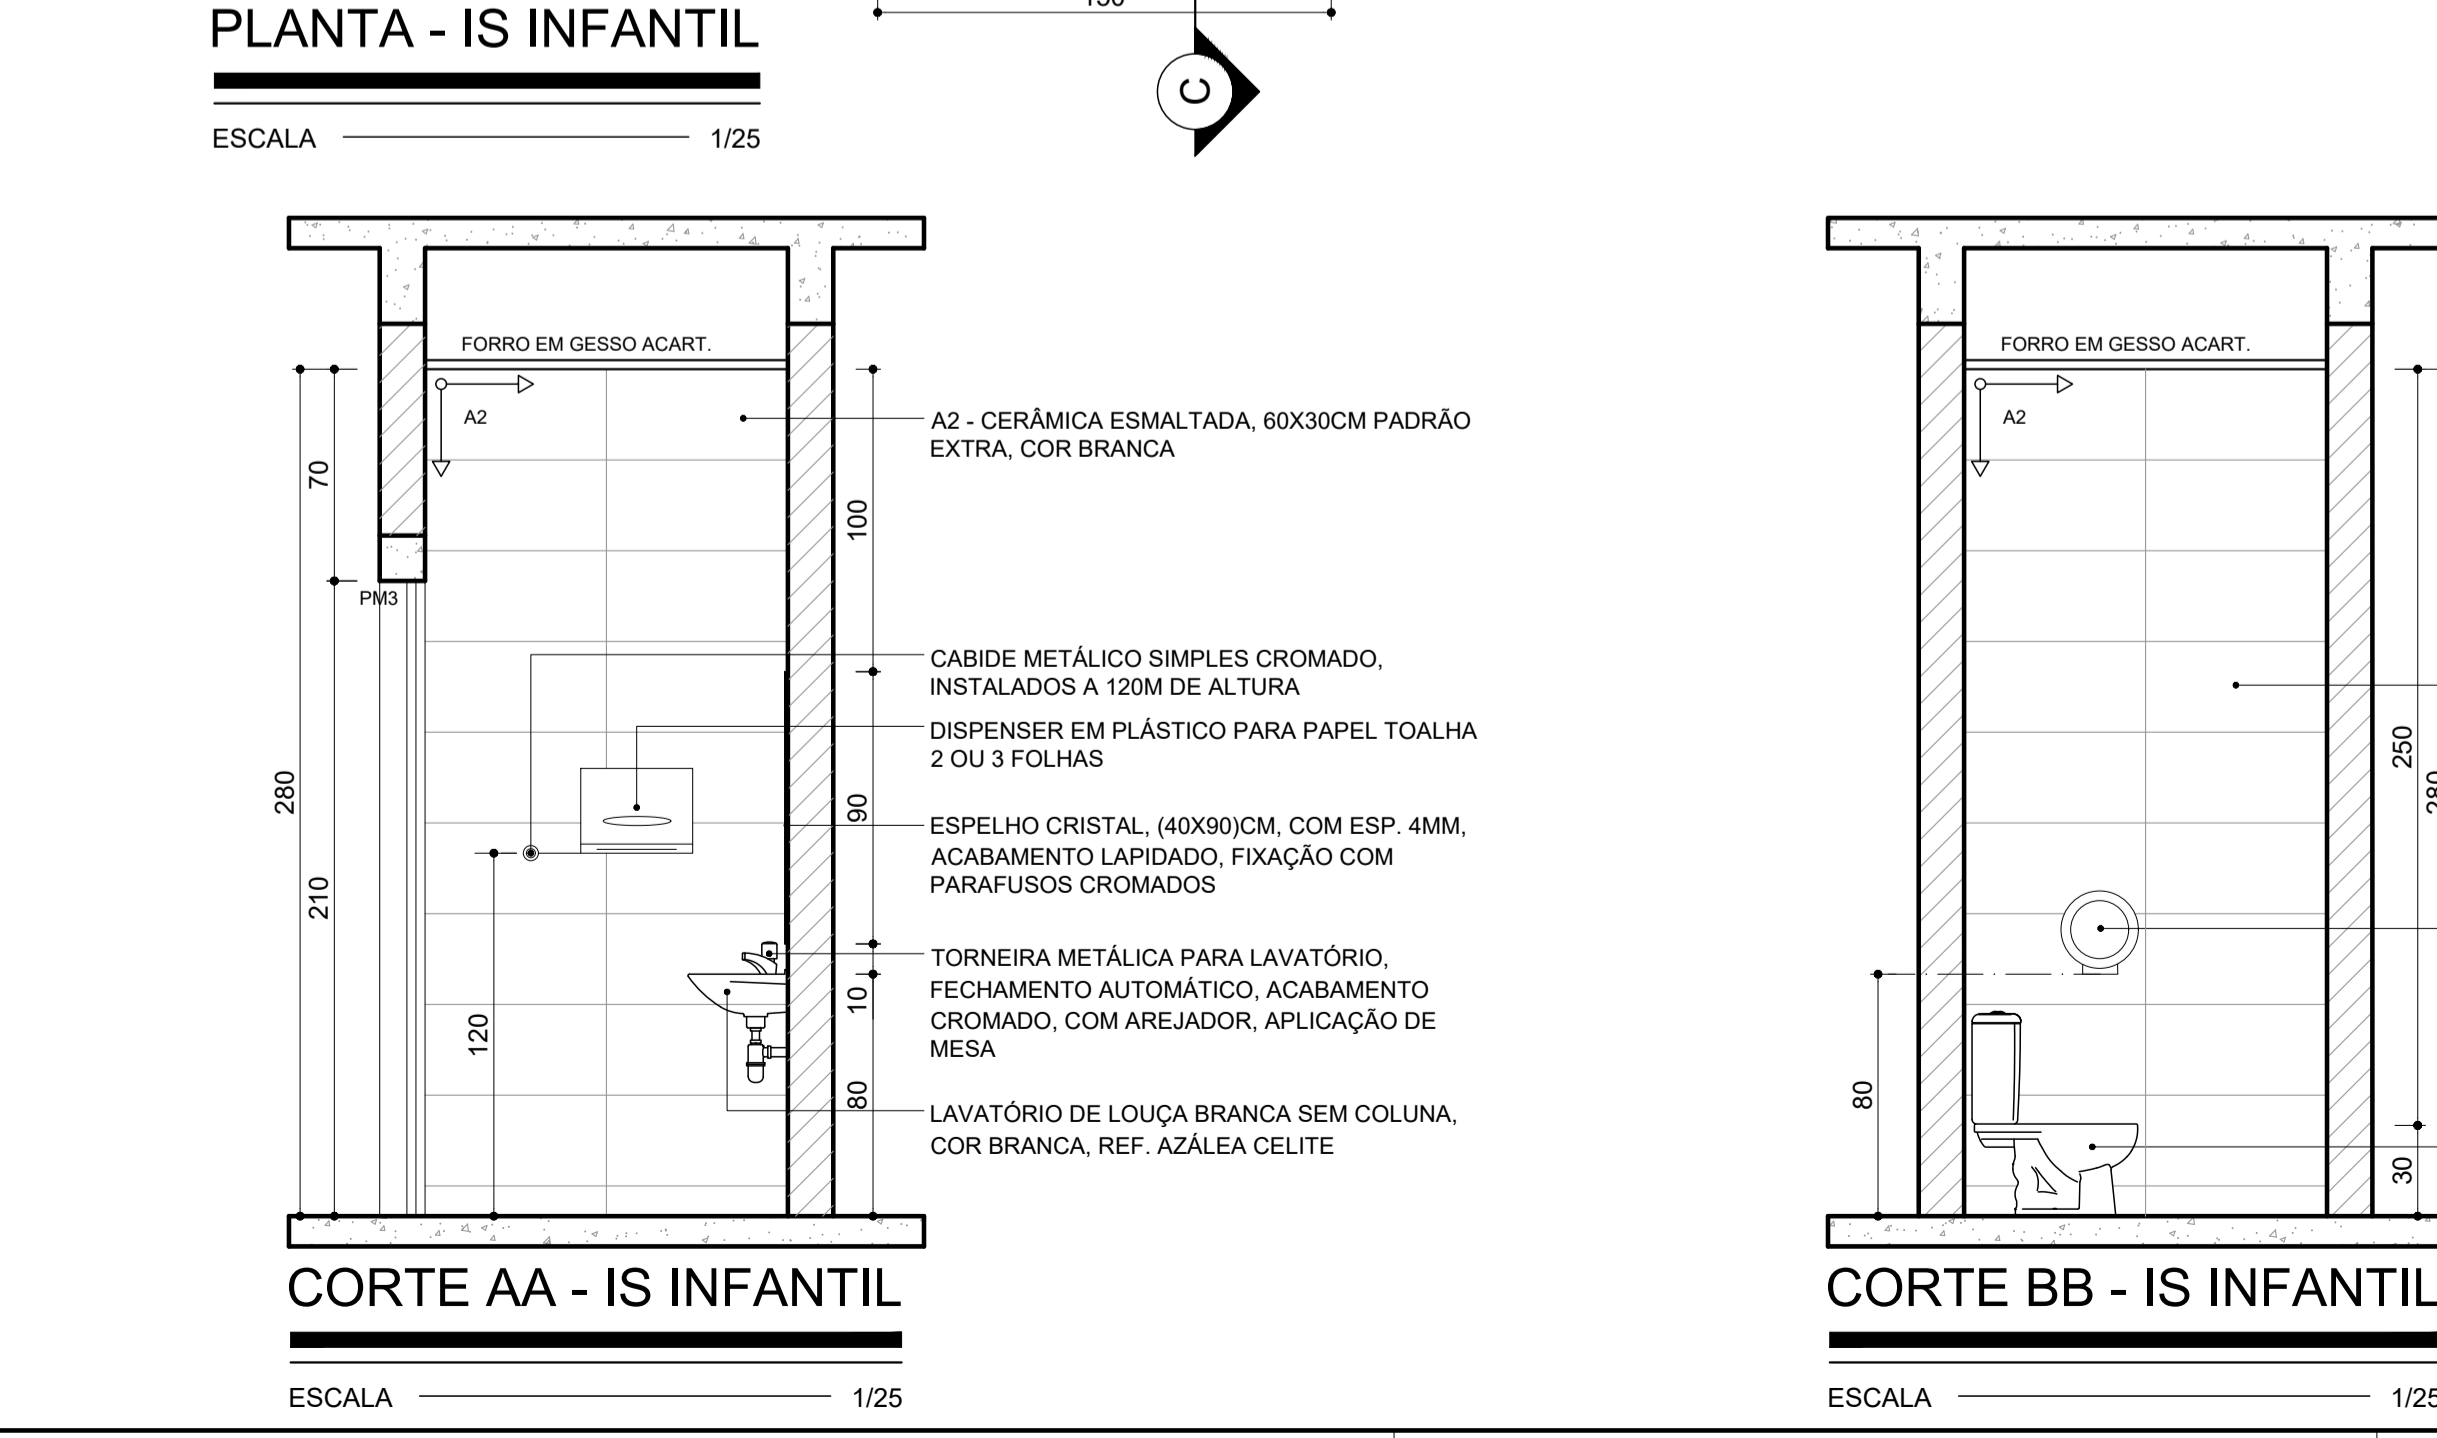 PLANTA - IS INFANTIL
ESCALA 1/25
150
C
FORRO EM GESSO ACART.
A2
70
PM3
280
210
120
100
90
10
80
A2 - CERÂMICA ESMALTADA, 60X30CM PADRÃO
EXTRA, COR BRANCA
CABIDE METÁLICO SIMPLES CROMADO,
INSTALADOS A 120M DE ALTURA
DISPENSER EM PLÁSTICO PARA PAPEL TOALHA
2 OU 3 FOLHAS
ESPELHO CRISTAL, (40X90)CM, COM ESP. 4MM,
ACABAMENTO LAPIDADO, FIXAÇÃO COM
PARAFUSOS CROMADOS
TORNEIRA METÁLICA PARA LAVATÓRIO,
FECHAMENTO AUTOMÁTICO, ACABAMENTO
CROMADO, COM AREJADOR, APLICAÇÃO DE
MESA
LAVATÓRIO DE LOUÇA BRANCA SEM COLUNA,
COR BRANCA, REF. AZÁLEA CELITE
CORTE AA - IS INFANTIL
ESCALA 1/25
FORRO EM GESSO ACART.
A2
250
280
80
30
CORTE BB - IS INFANTIL
ESCALA 1/25